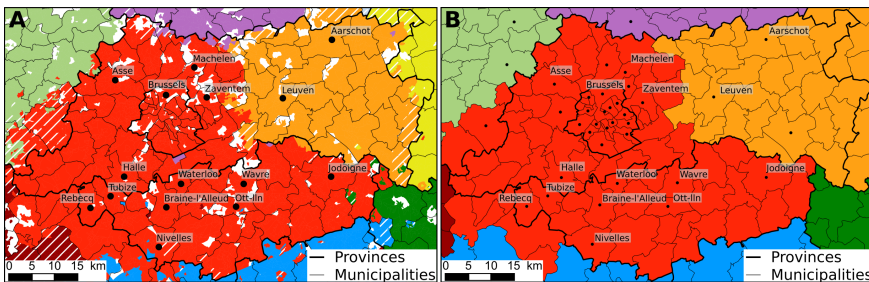 A
Aarschot
Machelen
Asse
Brussels
Zaventem
Leuven
Halle
Waterloo
Wavre
Jodoigne
Tubize
Rebecq
Braine-l'Alleud
Ott-lln
Nivelles
Provinces
Municipalities
0 5 10 15 km
B
Aarschot
Machelen
Asse
Brussels
Zaventem
Leuven
Halle
Waterloo
Wavre
Jodoigne
Tubize
Rebecq
Braine-l'Alleud
Ott-lln
Nivelles
Provinces
Municipalities
0 5 10 15 km